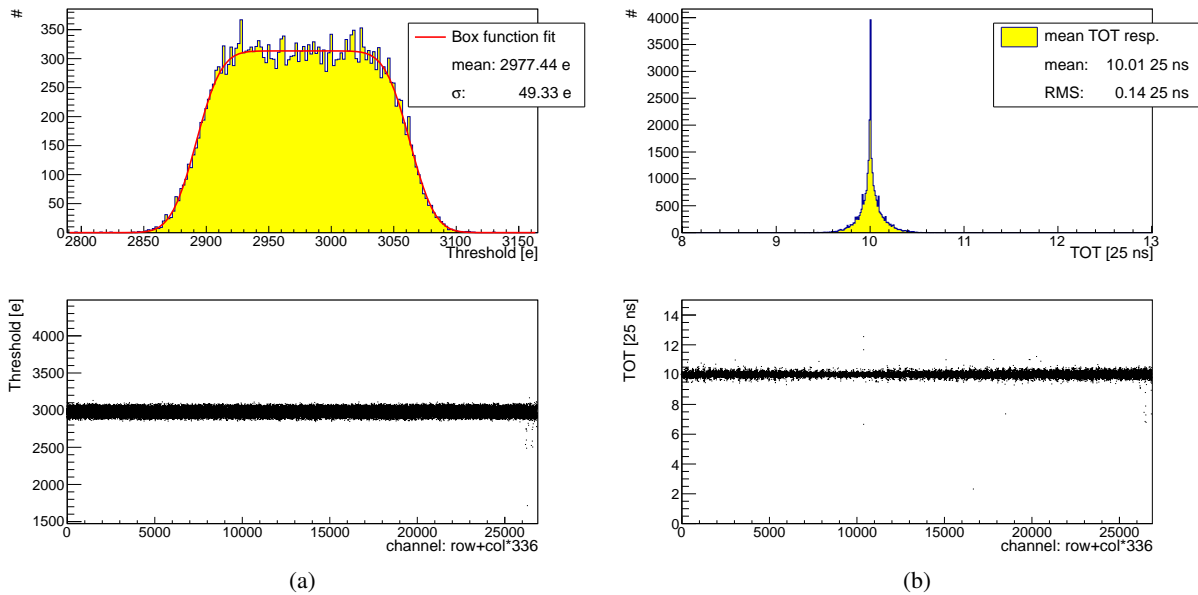 #
350
300
250
200
150
100
50
0
2800 2850 2900 2950 3000 3050 3100 3150
Threshold [e]
Box function fit
mean: 2977.44 e
σ: 49.33 e
#
4000
3500
3000
2500
2000
1500
1000
500
0
8 9 10 11 12 13
TOT [25 ns]
mean TOT resp.
mean: 10.01 25 ns
RMS: 0.14 25 ns
Threshold [e]
4000
3500
3000
2500
2000
1500
0 5000 10000 15000 20000 25000
channel: row+col*336
TOT [25 ns]
14
12
10
8
6
4
2
0
0 5000 10000 15000 20000 25000
channel: row+col*336
(a)
(b)